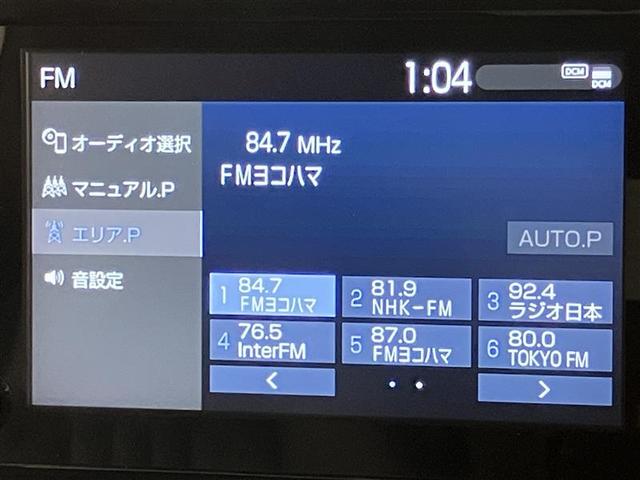 FM
1:04
DCM
DCM
オーディオ選択
マニュアル.P
エリア.P
音設定
84.7 MHz
FMヨコハマ
AUTO.P
1 84.7
FMヨコハマ
2 81.9
NHK-FM
3 92.4
ラジオ日本
4 76.5
InterFM
5 87.0
FMヨコハマ
6 80.0
TOKYO FM